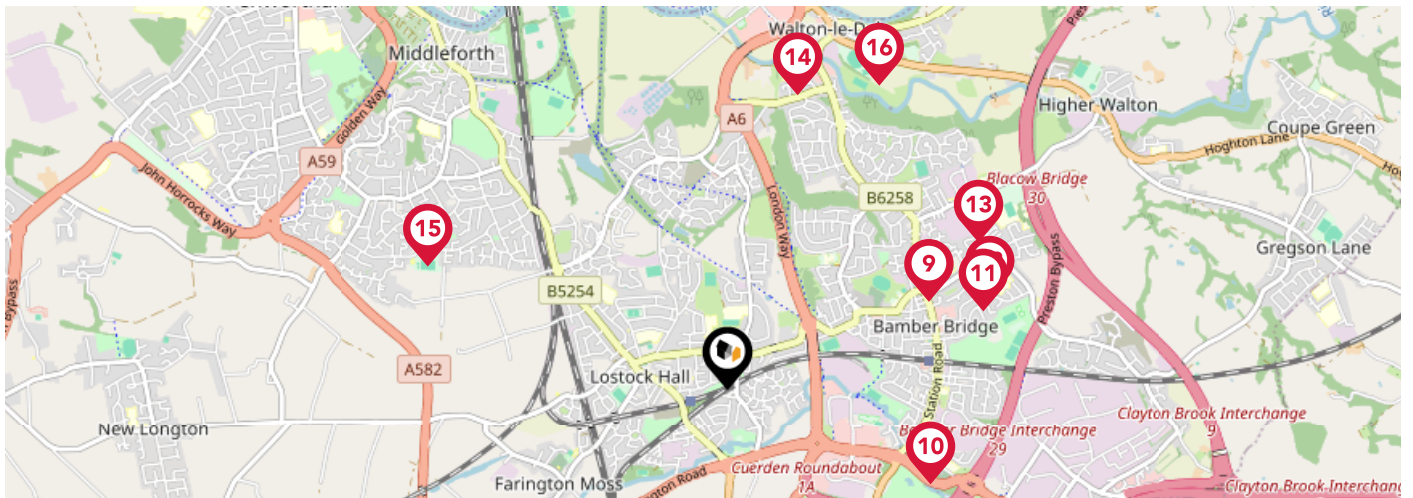 Middleforth
Walton-le-D
14
16
A6
Golden Way
A59
Higher Walton
Coupe Green
Hoghton Lane
John Horrocks Way
London Way
B6258
Blacow Bridge
30
13
15
9
11
Gregson Lane
Preston Bypass
Bypass
B5254
Bamber Bridge
A582
Lostock Hall
Station Road
New Longton
Clayton Brook Interchange
9
Bridge Interchange
29
10
Cuerden Roundabout
1A
Farington Moss
Road
Clayton Brook Interchang